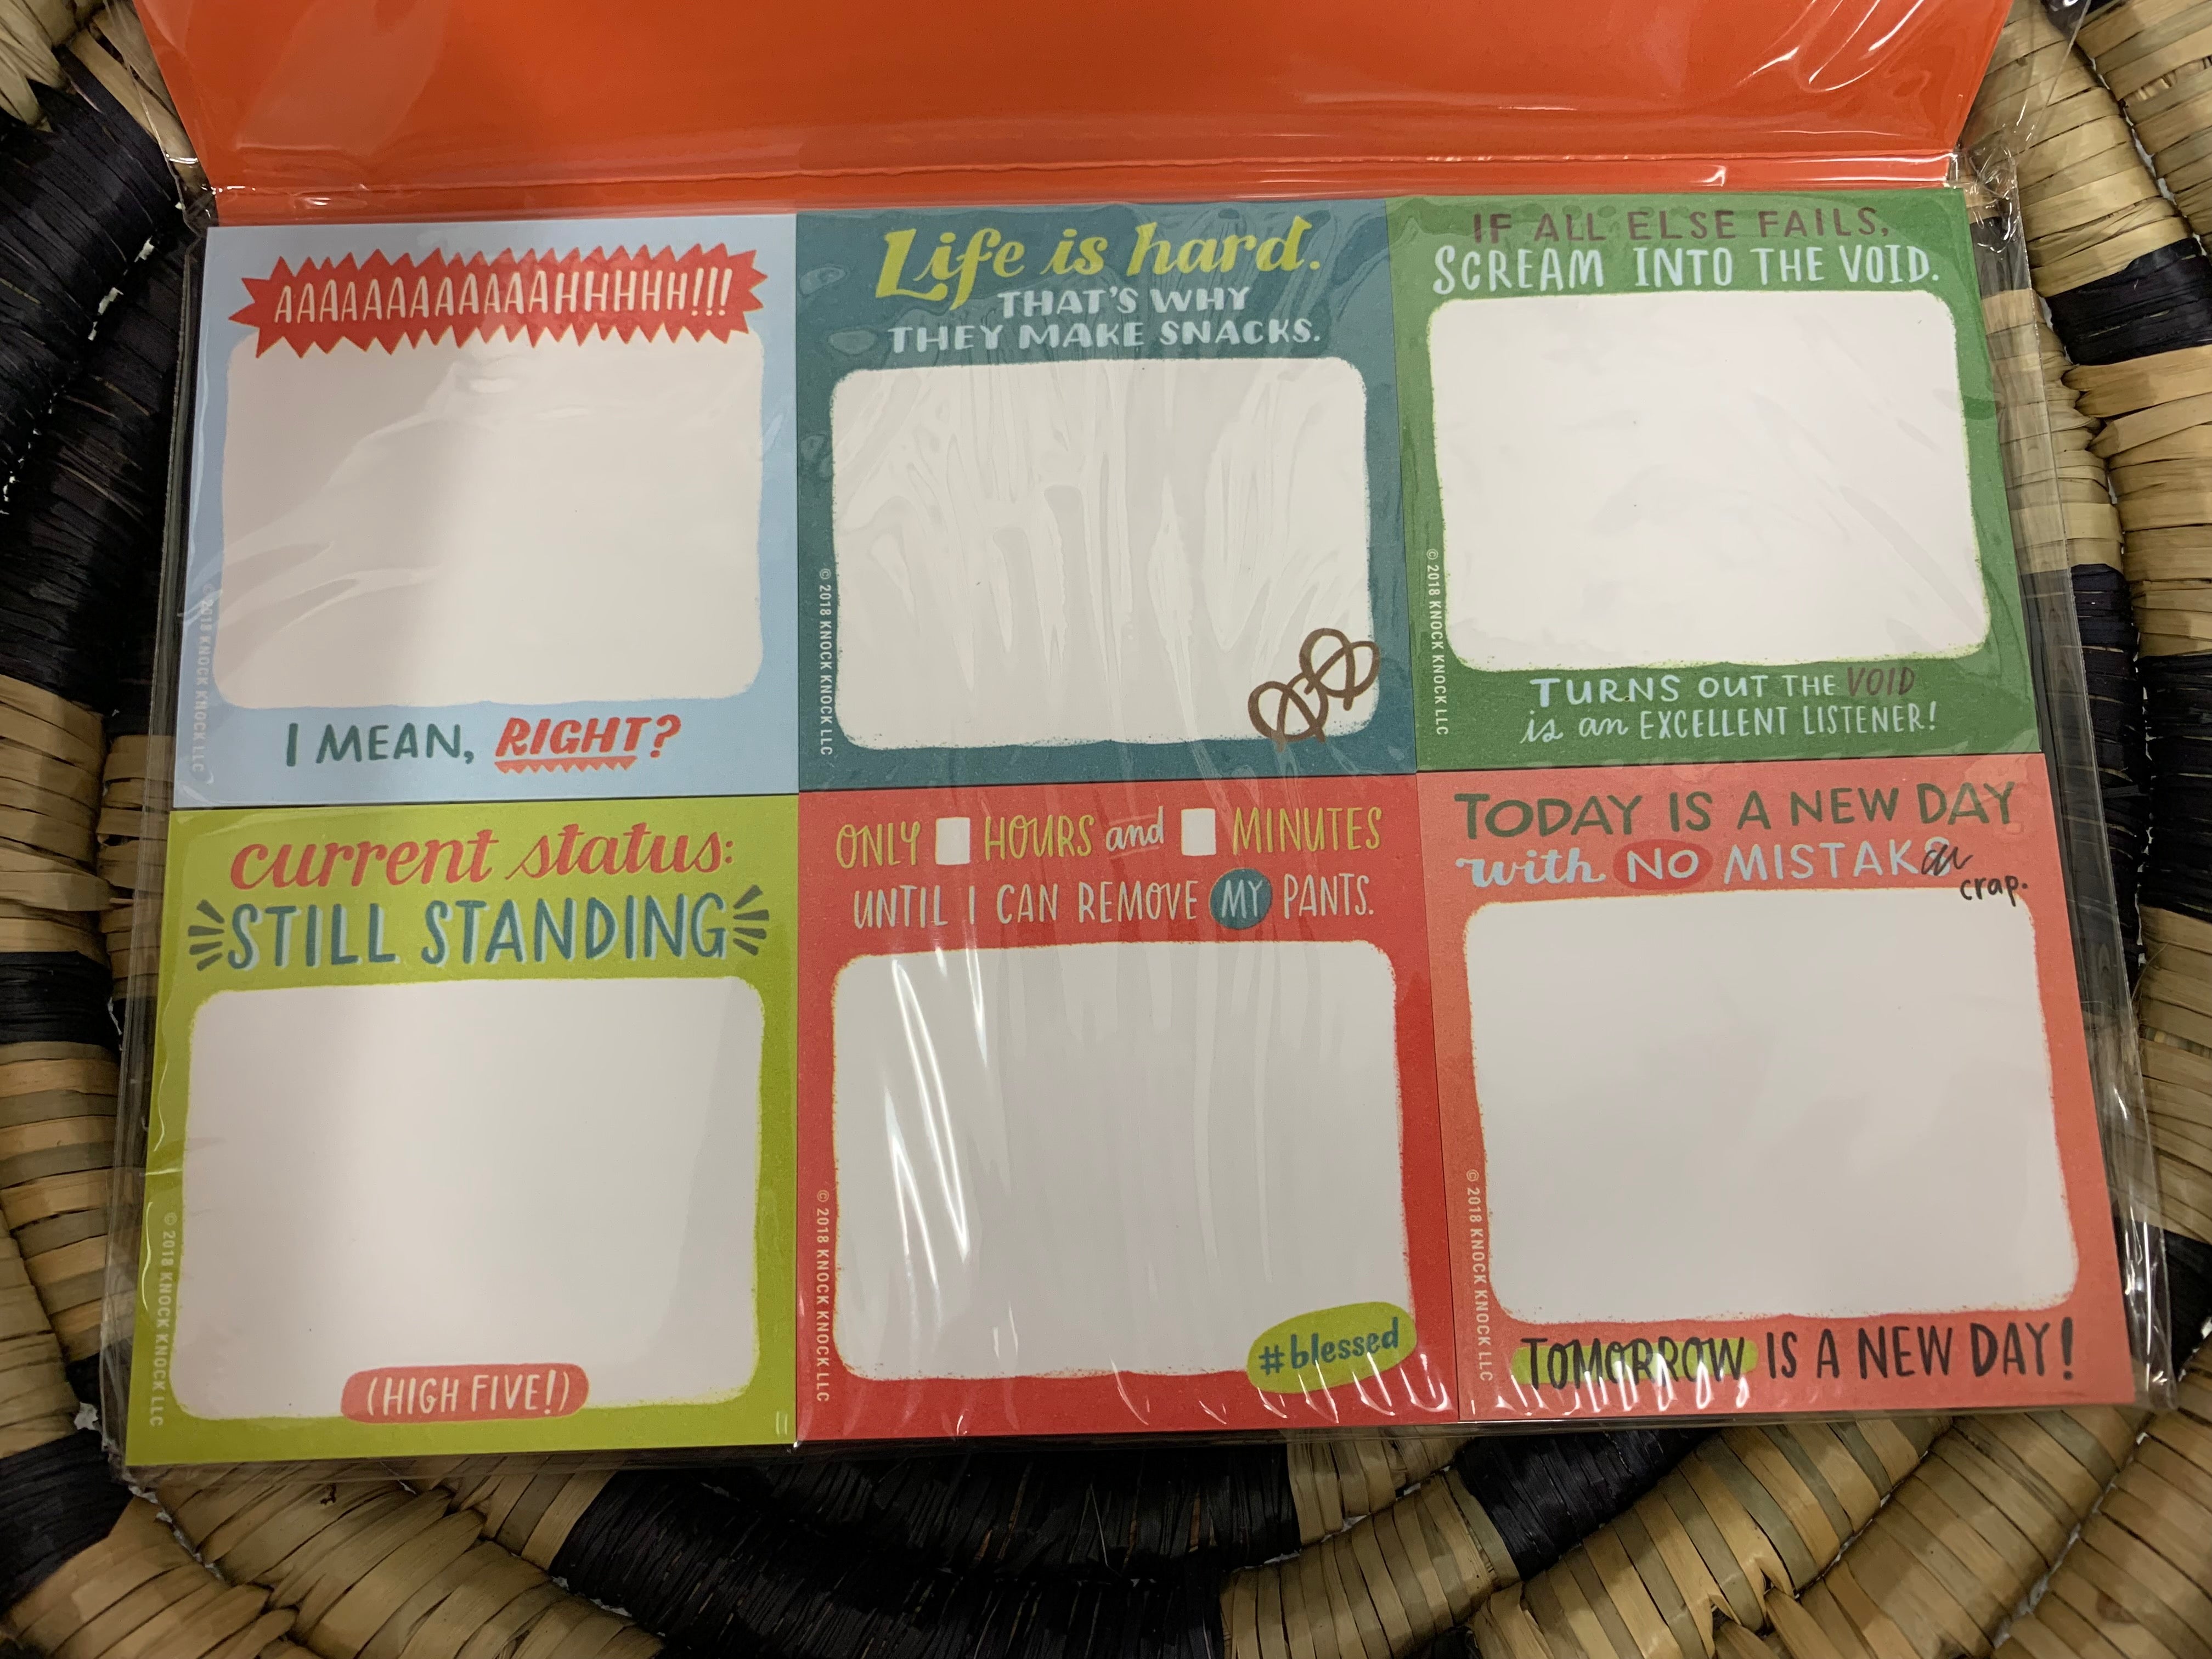 AAAAAAAAAAAAAHHHHHH!!!
I MEAN, RIGHT?
© 2018 KNOCK KNOCK LLC
Life is hard.
THAT'S WHY
THEY MAKE SNACKS.
© 2018 KNOCK KNOCK LLC
IF ALL ELSE FAILS,
SCREAM INTO THE VOID.
TURNS OUT THE VOID
is an EXCELLENT LISTENER!
© 2018 KNOCK KNOCK LLC
current status:
STILL STANDING
(HIGH FIVE!)
© 2018 KNOCK KNOCK LLC
ONLY HOURS and MINUTES
UNTIL I CAN REMOVE MY PANTS.
#blessed
© 2018 KNOCK KNOCK LLC
TODAY IS A NEW DAY
with NO MISTAK
crap.
TOMORROW IS A NEW DAY!
© 2018 KNOCK KNOCK LLC